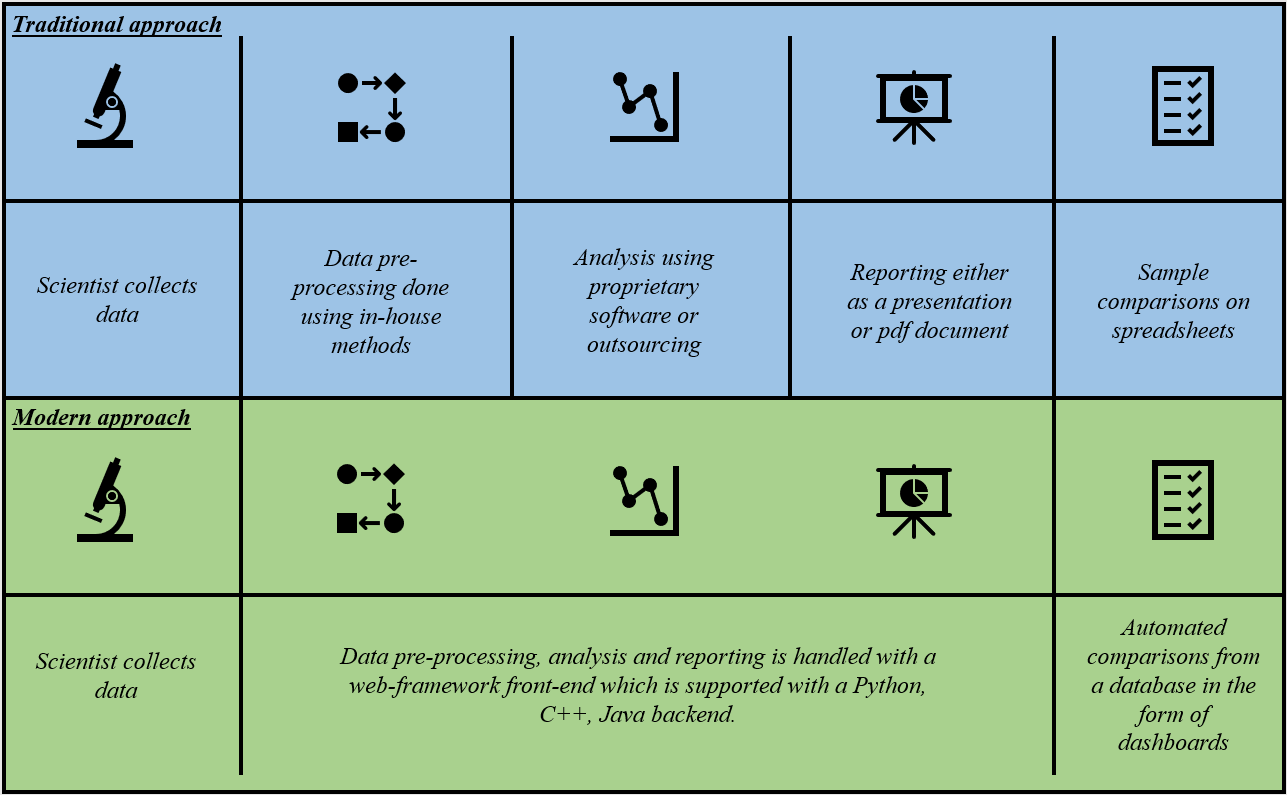 Traditional approach
Scientist collects
data
Data pre-
processing done
using in-house
methods
Analysis using
proprietary
software or
outsourcing
Reporting either
as a presentation
or pdf document
Sample
comparisons on
spreadsheets
Modern approach
Scientist collects
data
Data pre-processing, analysis and reporting is handled with a
web-framework front-end which is supported with a Python,
C++, Java backend.
Automated
comparisons from
a database in the
form of
dashboards